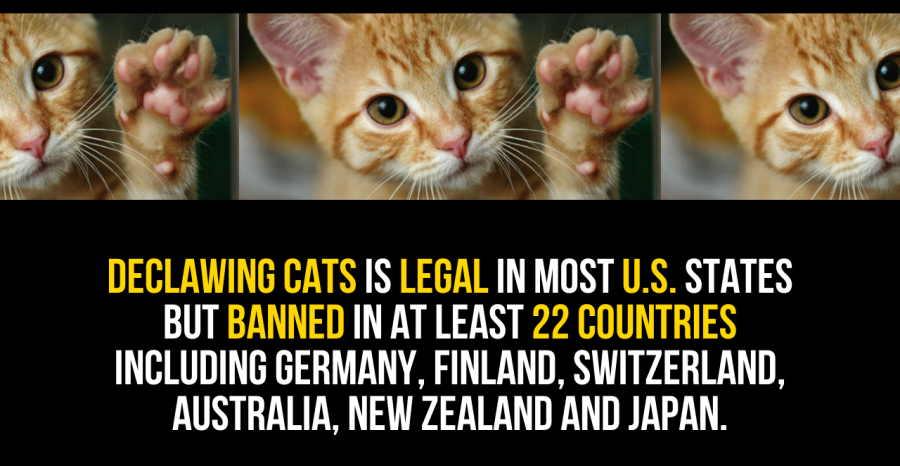 DECLAWING CATS IS LEGAL IN MOST U.S. STATES
BUT BANNED IN AT LEAST 22 COUNTRIES
INCLUDING GERMANY, FINLAND, SWITZERLAND,
AUSTRALIA, NEW ZEALAND AND JAPAN.